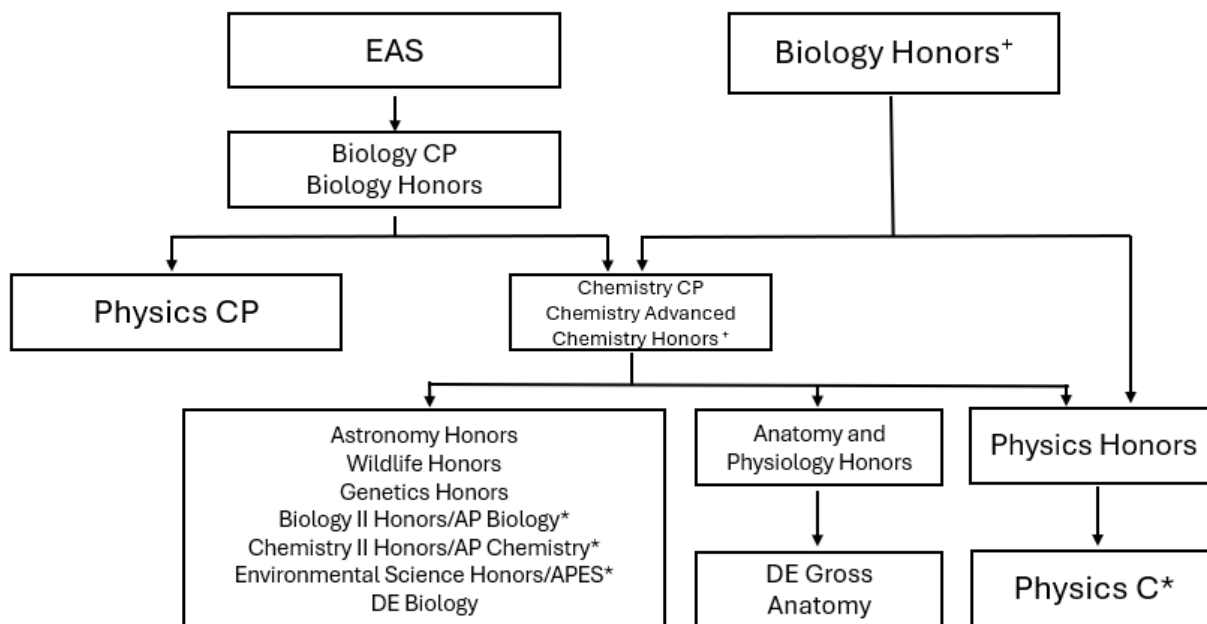 EAS
Biology Honors⁺
Biology CP
Biology Honors
Physics CP
Chemistry CP
Chemistry Advanced
Chemistry Honors ⁺
Astronomy Honors
Wildlife Honors
Genetics Honors
Biology II Honors/AP Biology*
Chemistry II Honors/AP Chemistry*
Environmental Science Honors/APES*
DE Biology
Anatomy and
Physiology Honors
Physics Honors
DE Gross
Anatomy
Physics C*